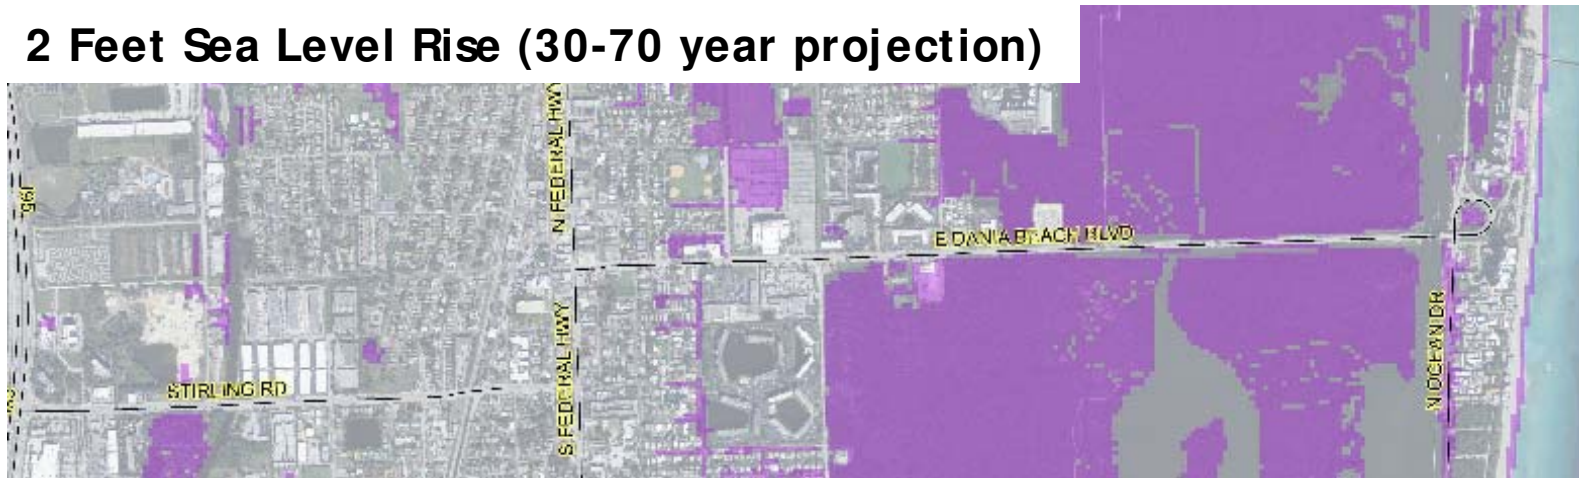 2 Feet Sea Level Rise (30-70 year projection)
N FEDERAL HWY
I95
E DANIA BEACH BLVD
S FEDERAL HWY
N OCEAN DR
STIRLING RD